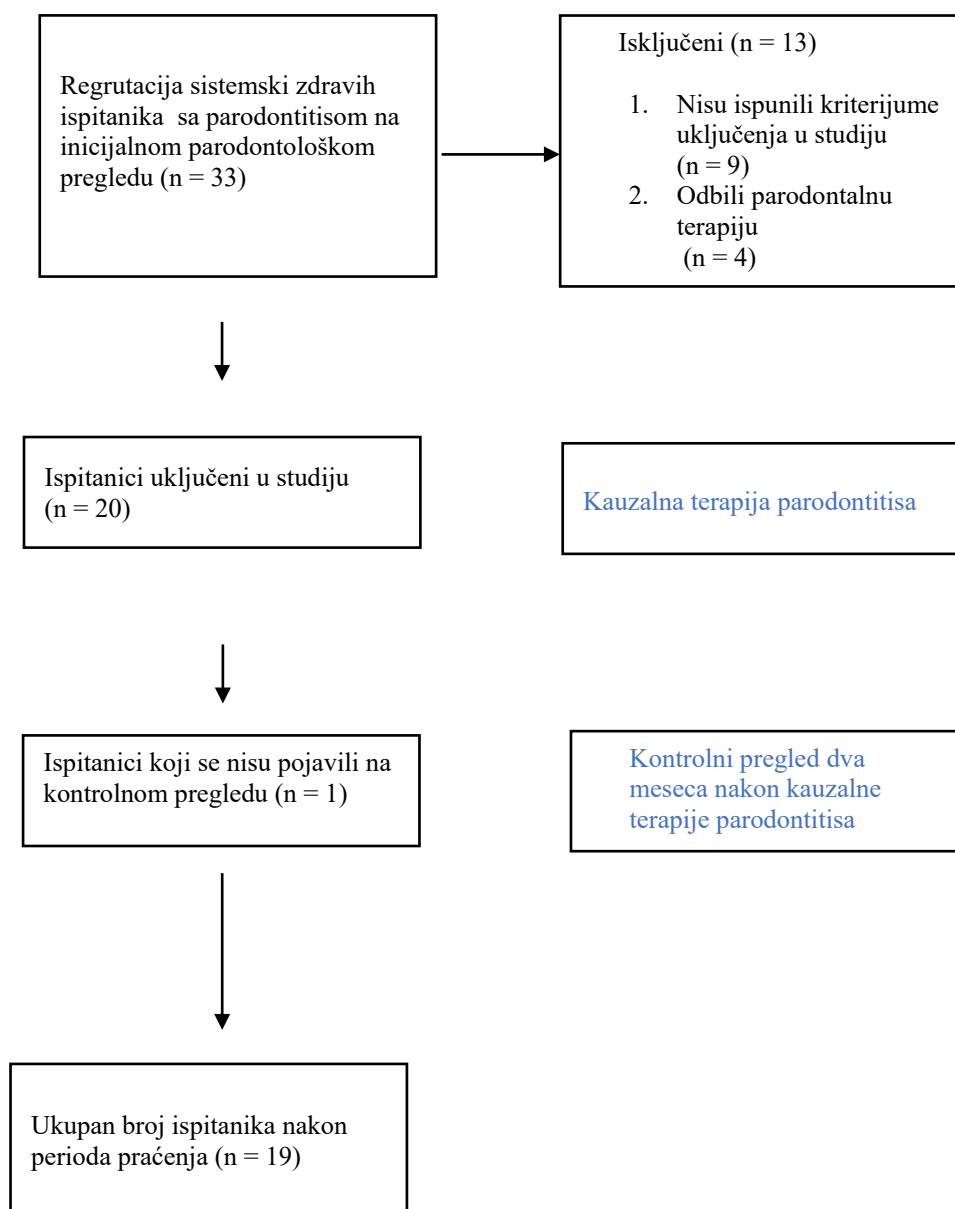 Regrutacija sistemski zdravih
ispitanika  sa parodontitisom na
inicijalnom parodontološkom
pregledu (n = 33)
Isključeni (n = 13)
1. Nisu ispunili kriterijume
uključenja u studiju
(n = 9)
2. Odbili parodontalnu
terapiju
(n = 4)
Ispitanici uključeni u studiju
(n = 20)
Kauzalna terapija parodontitisa
Ispitanici koji se nisu pojavili na
kontrolnom pregledu (n = 1)
Kontrolni pregled dva
meseca nakon kauzalne
terapije parodontitisa
Ukupan broj ispitanika nakon
perioda praćenja (n = 19)